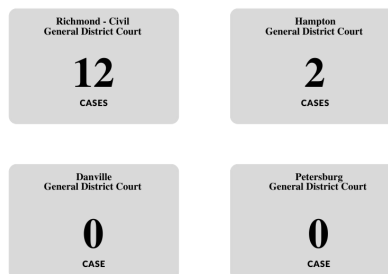 Richmond - Civil
General District Court
12
CASES
Hampton
General District Court
2
CASES
Danville
General District Court
0
CASE
Petersburg
General District Court
0
CASE